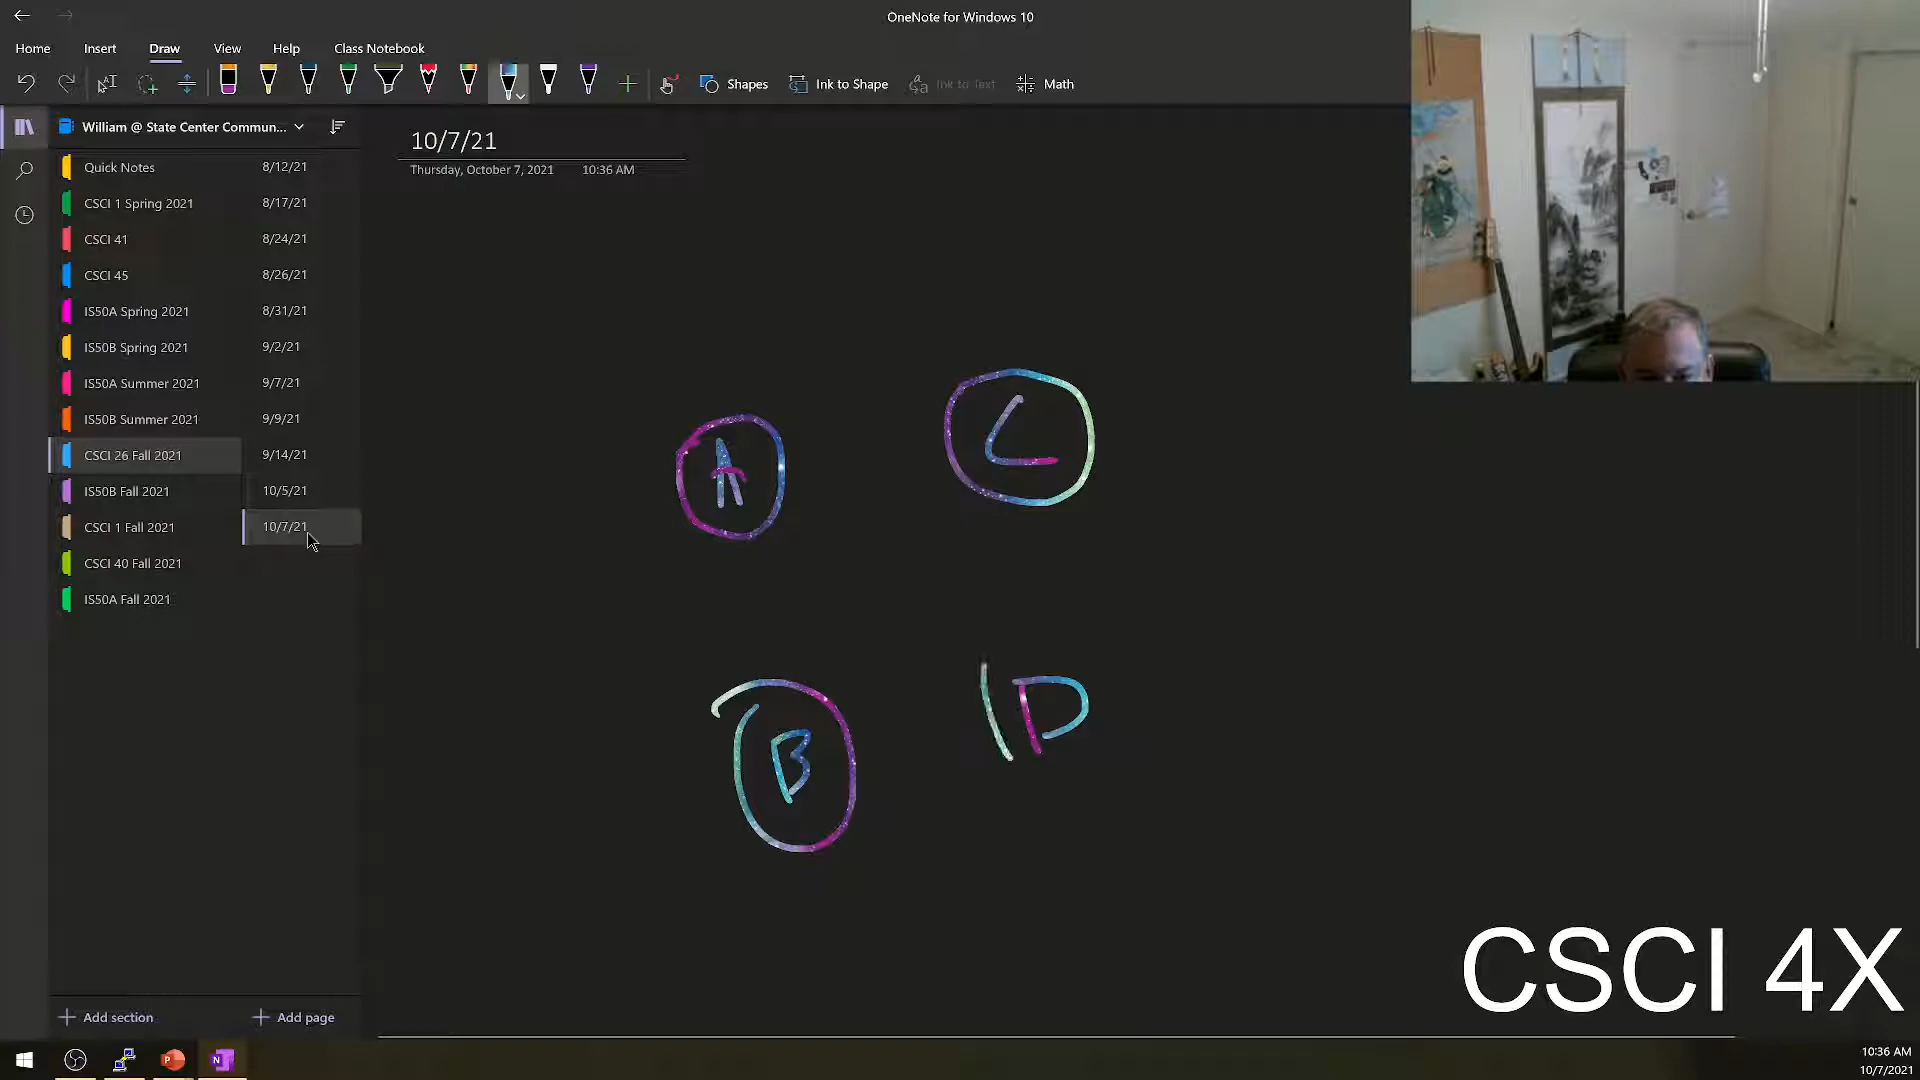 OneNote for Windows 10
Home Insert Draw View Help Class Notebook
Shapes Ink to Shape Ink to Text Math
William @ State Center Commun...
Quick Notes
CSCI 1 Spring 2021
CSCI 41
CSCI 45
IS50A Spring 2021
IS50B Spring 2021
IS50A Summer 2021
IS50B Summer 2021
CSCI 26 Fall 2021
IS50B Fall 2021
CSCI 1 Fall 2021
CSCI 40 Fall 2021
IS50A Fall 2021
Add section
8/12/21
8/17/21
8/24/21
8/26/21
8/31/21
9/2/21
9/7/21
9/9/21
9/14/21
10/5/21
10/7/21
Add page
10/7/21
Thursday, October 7, 2021 10:36 AM
A
C
B
D
CSCI 4X
10:36 AM
10/7/2021